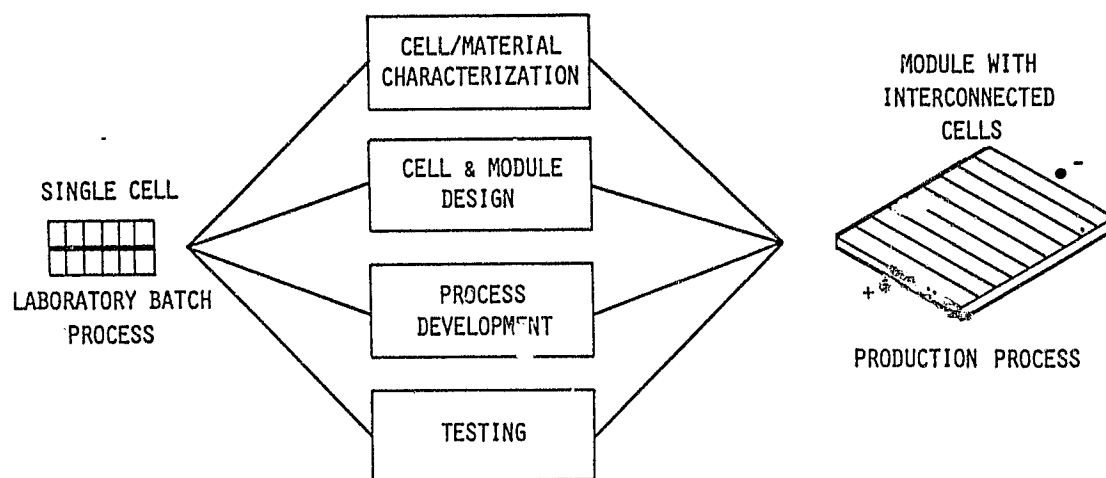 SINGLE CELL
LABORATORY BATCH
PROCESS
CELL/MATERIAL
CHARACTERIZATION
CELL & MODULE
DESIGN
PROCESS
DEVELOPMENT
TESTING
MODULE WITH
INTERCONNECTED
CELLS
-
+
PRODUCTION PROCESS